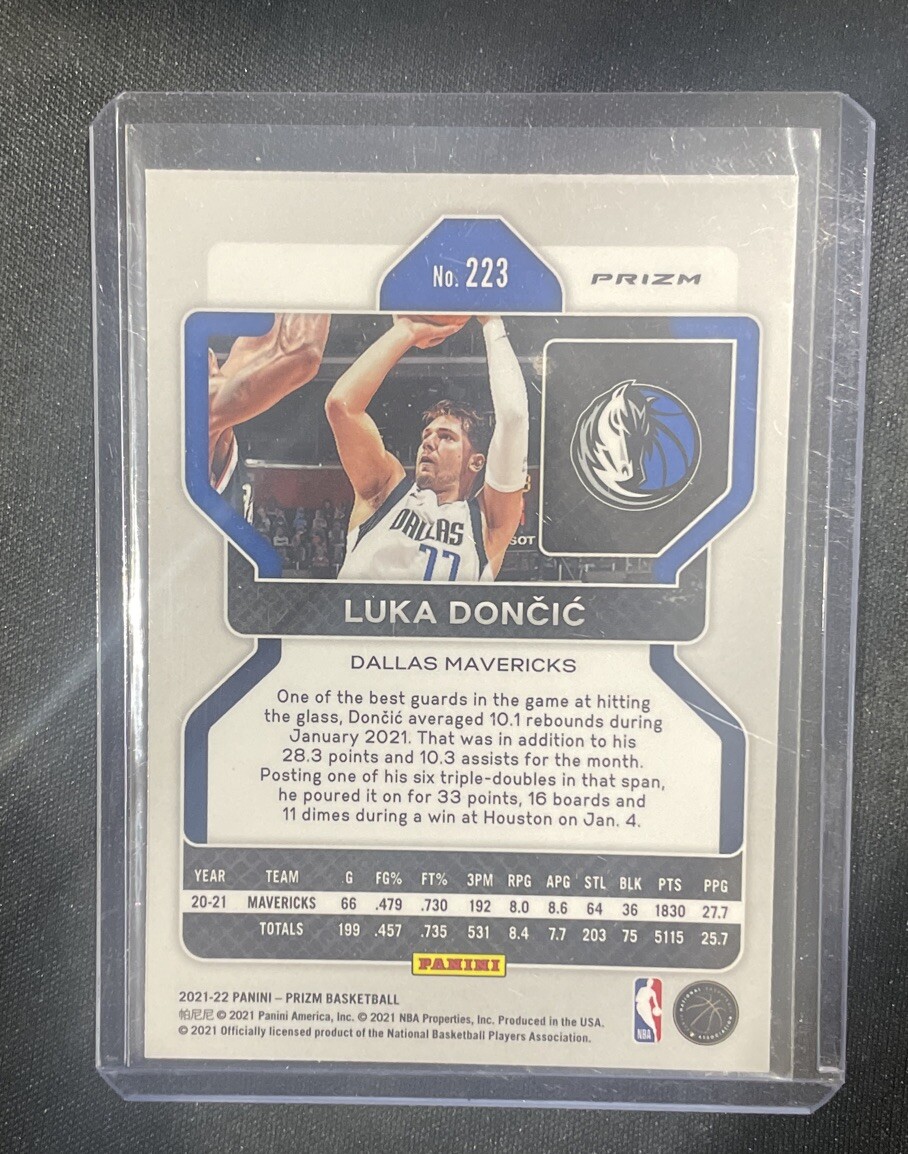 No. 223
PRIZM
DALLAS
77
SOT
LUKA DONČIĆ
DALLAS MAVERICKS
One of the best guards in the game at hitting
the glass, Dončić averaged 10.1 rebounds during
January 2021. That was in addition to his
28.3 points and 10.3 assists for the month.
Posting one of his six triple-doubles in that span,
he poured it on for 33 points, 16 boards and
11 dimes during a win at Houston on Jan. 4.
YEAR TEAM G FG% FT% 3PM RPG APG STL BLK PTS PPG
20-21 MAVERICKS 66 .479 .730 192 8.0 8.6 64 36 1830 27.7
TOTALS 199 .457 .735 531 8.4 7.7 203 75 5115 25.7
PANINI
2021-22 PANINI – PRIZM BASKETBALL
帕尼尼 © 2021 Panini America, Inc. © 2021 NBA Properties, Inc. Produced in the USA.
© 2021 Officially licensed product of the National Basketball Players Association.
NBA